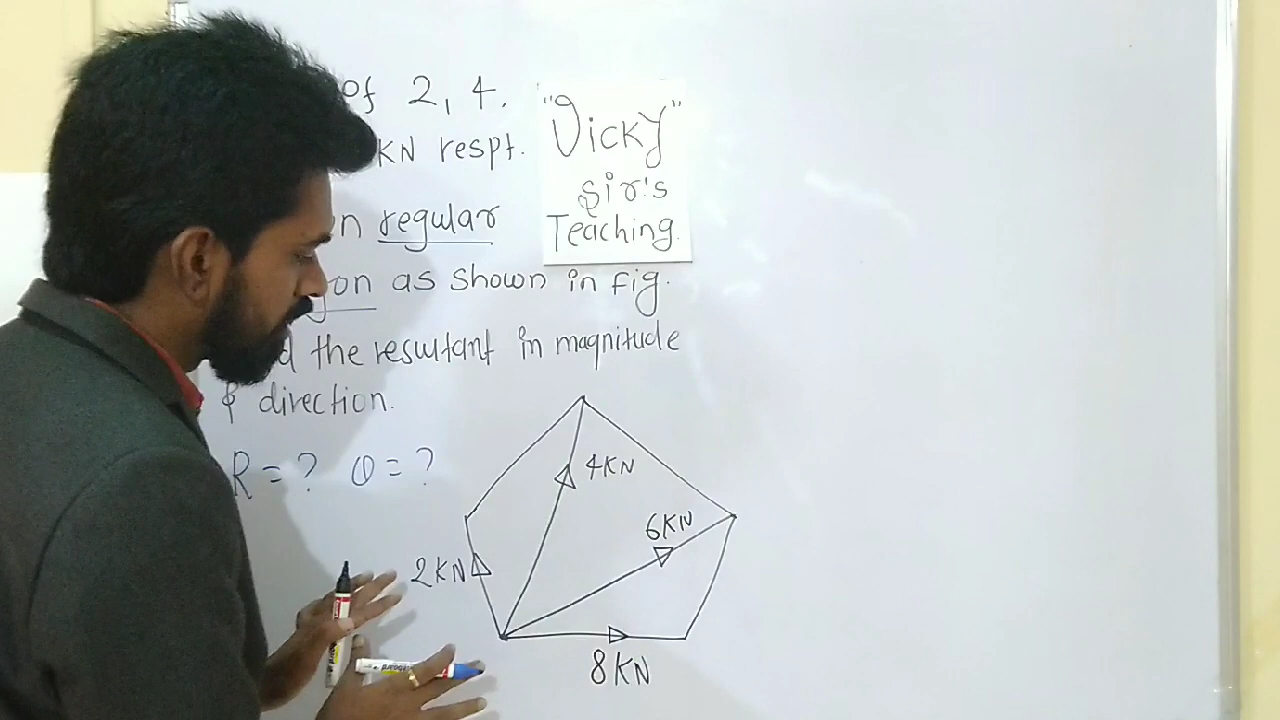 of 2, 4.
KN respt.
n regular
gon as shown in fig.
d the resultant in magnitude
& direction.
R = ? θ = ?
"Vicky"
Sir's
Teaching.
4KN
6KN
2KN
8KN